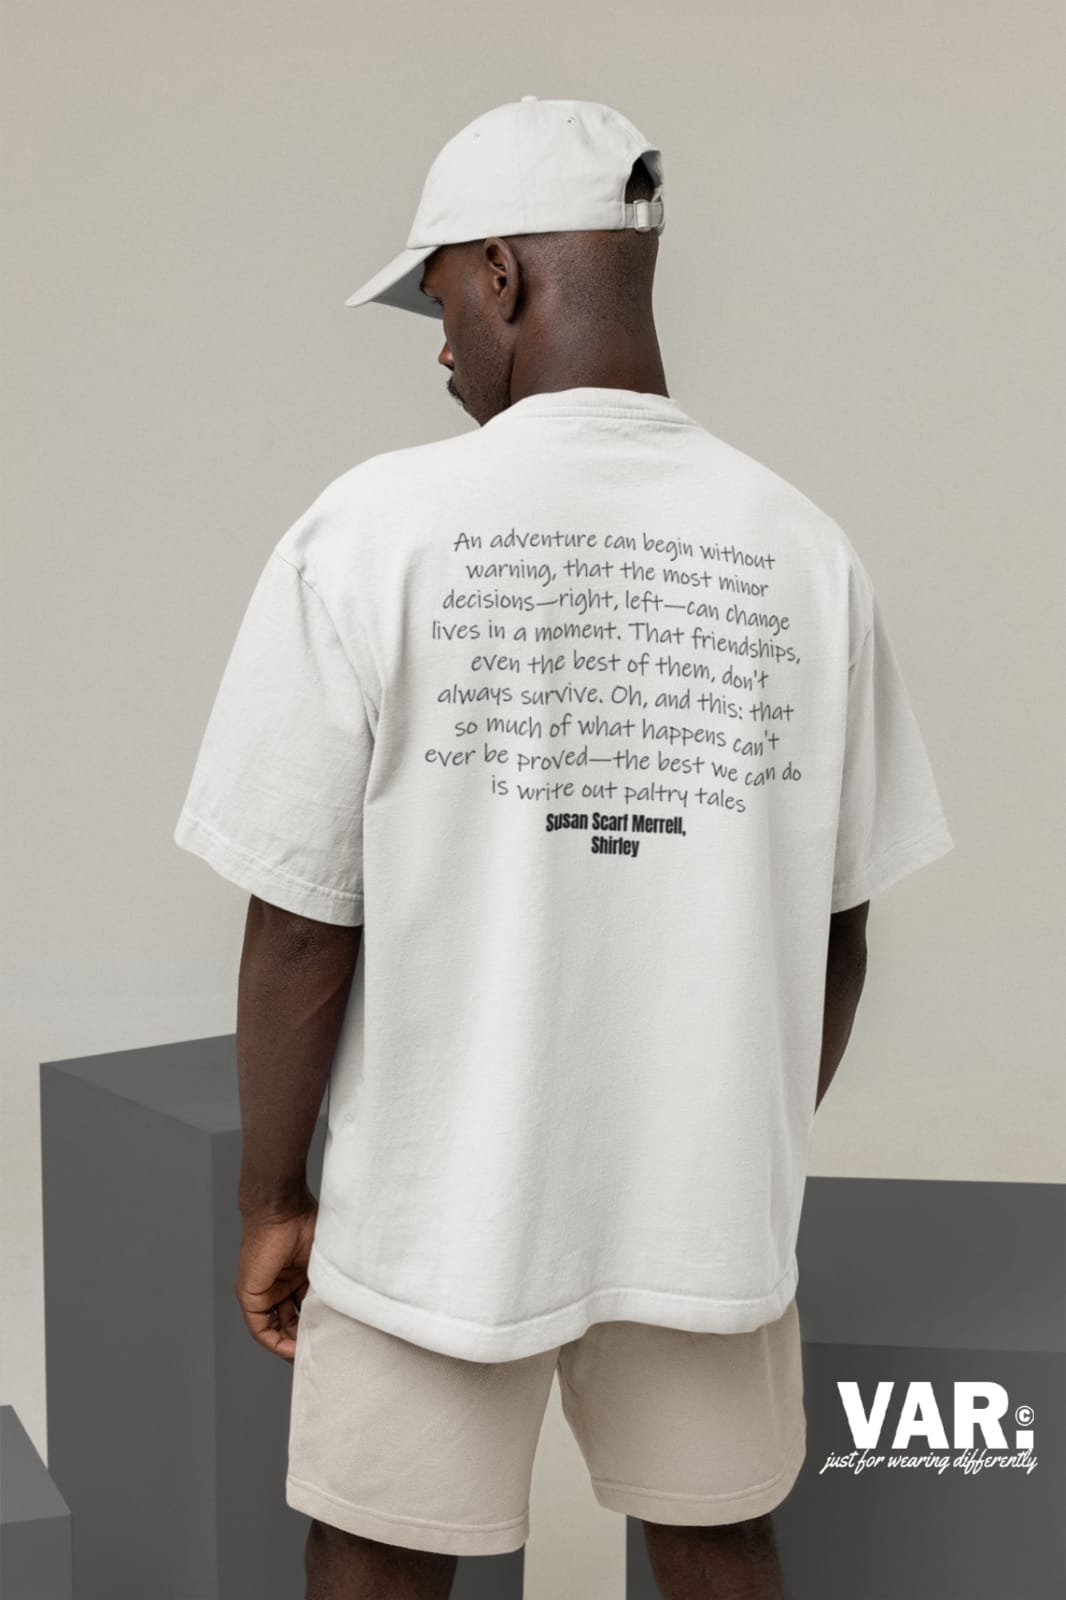 An adventure can begin without
warning, that the most minor
decisions—right, left—can change
lives in a moment. That friendships,
even the best of them, don't
always survive. Oh, and this: that
so much of what happens can't
ever be proved—the best we can do
is write out paltry tales
Susan Scarf Merrell,
Shirley
VAR;©
just for wearing differently